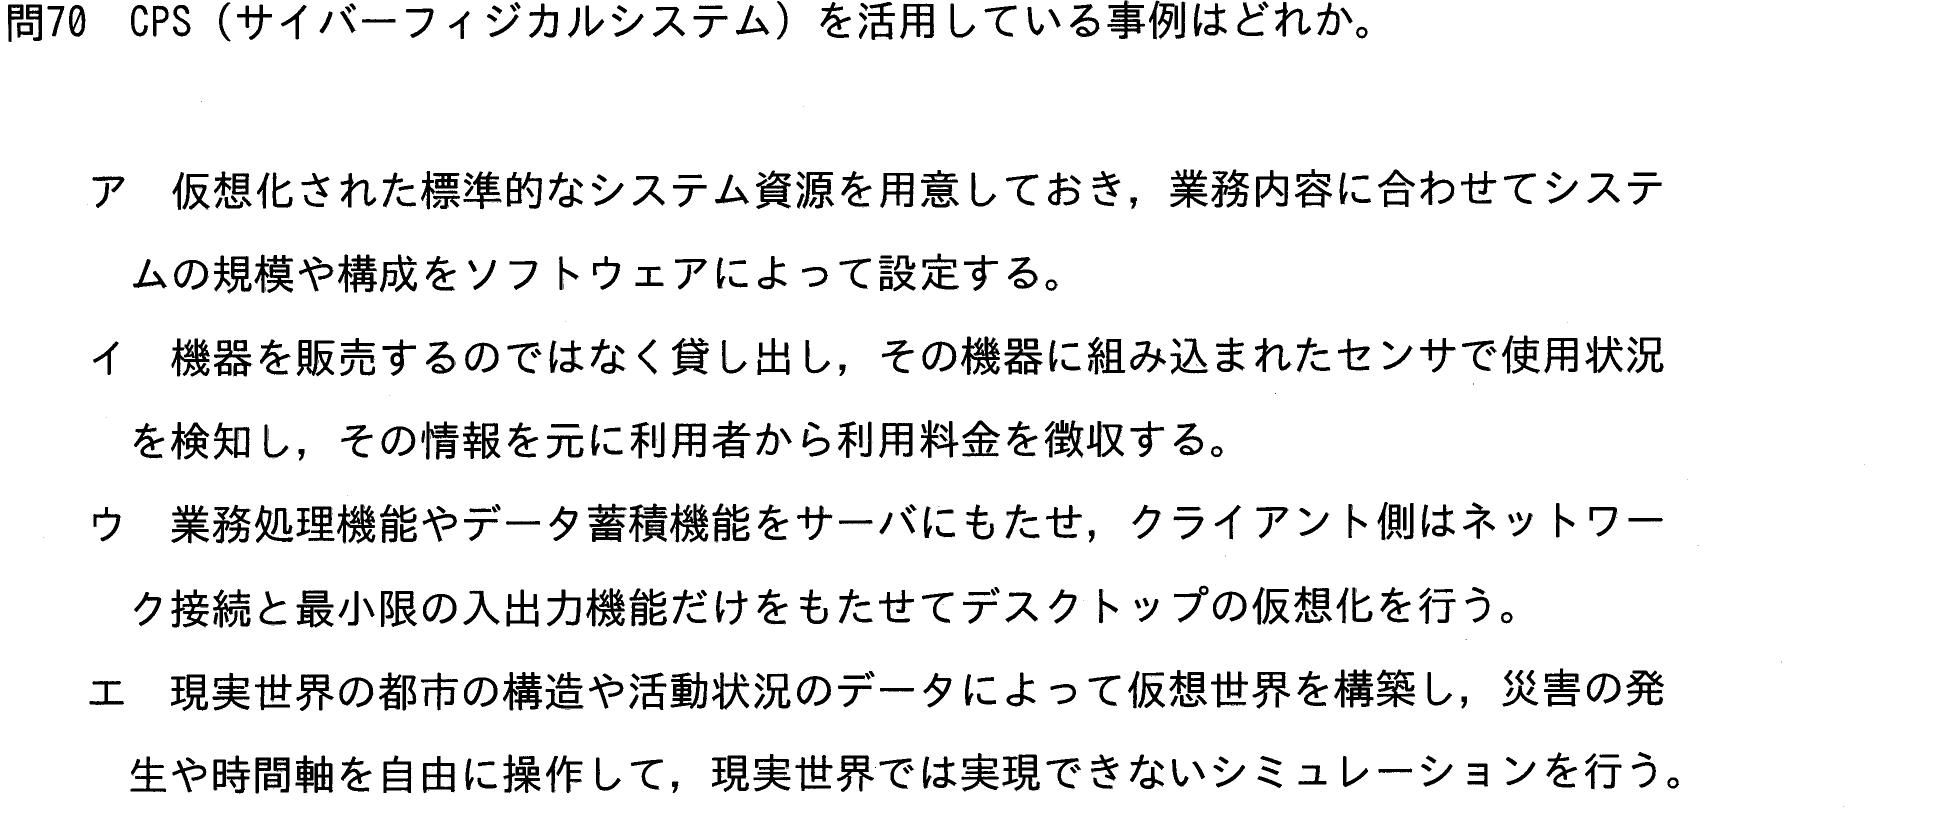 問70　CPS（サイバーフィジカルシステム）を活用している事例はどれか。
ア　仮想化された標準的なシステム資源を用意しておき，業務内容に合わせてシステ
ムの規模や構成をソフトウェアによって設定する。
イ　機器を販売するのではなく貸し出し，その機器に組み込まれたセンサで使用状況
を検知し，その情報を元に利用者から利用料金を徴収する。
ウ　業務処理機能やデータ蓄積機能をサーバにもたせ，クライアント側はネットワー
ク接続と最小限の入出力機能だけをもたせてデスクトップの仮想化を行う。
エ　現実世界の都市の構造や活動状況のデータによって仮想世界を構築し，災害の発
生や時間軸を自由に操作して，現実世界では実現できないシミュレーションを行う。